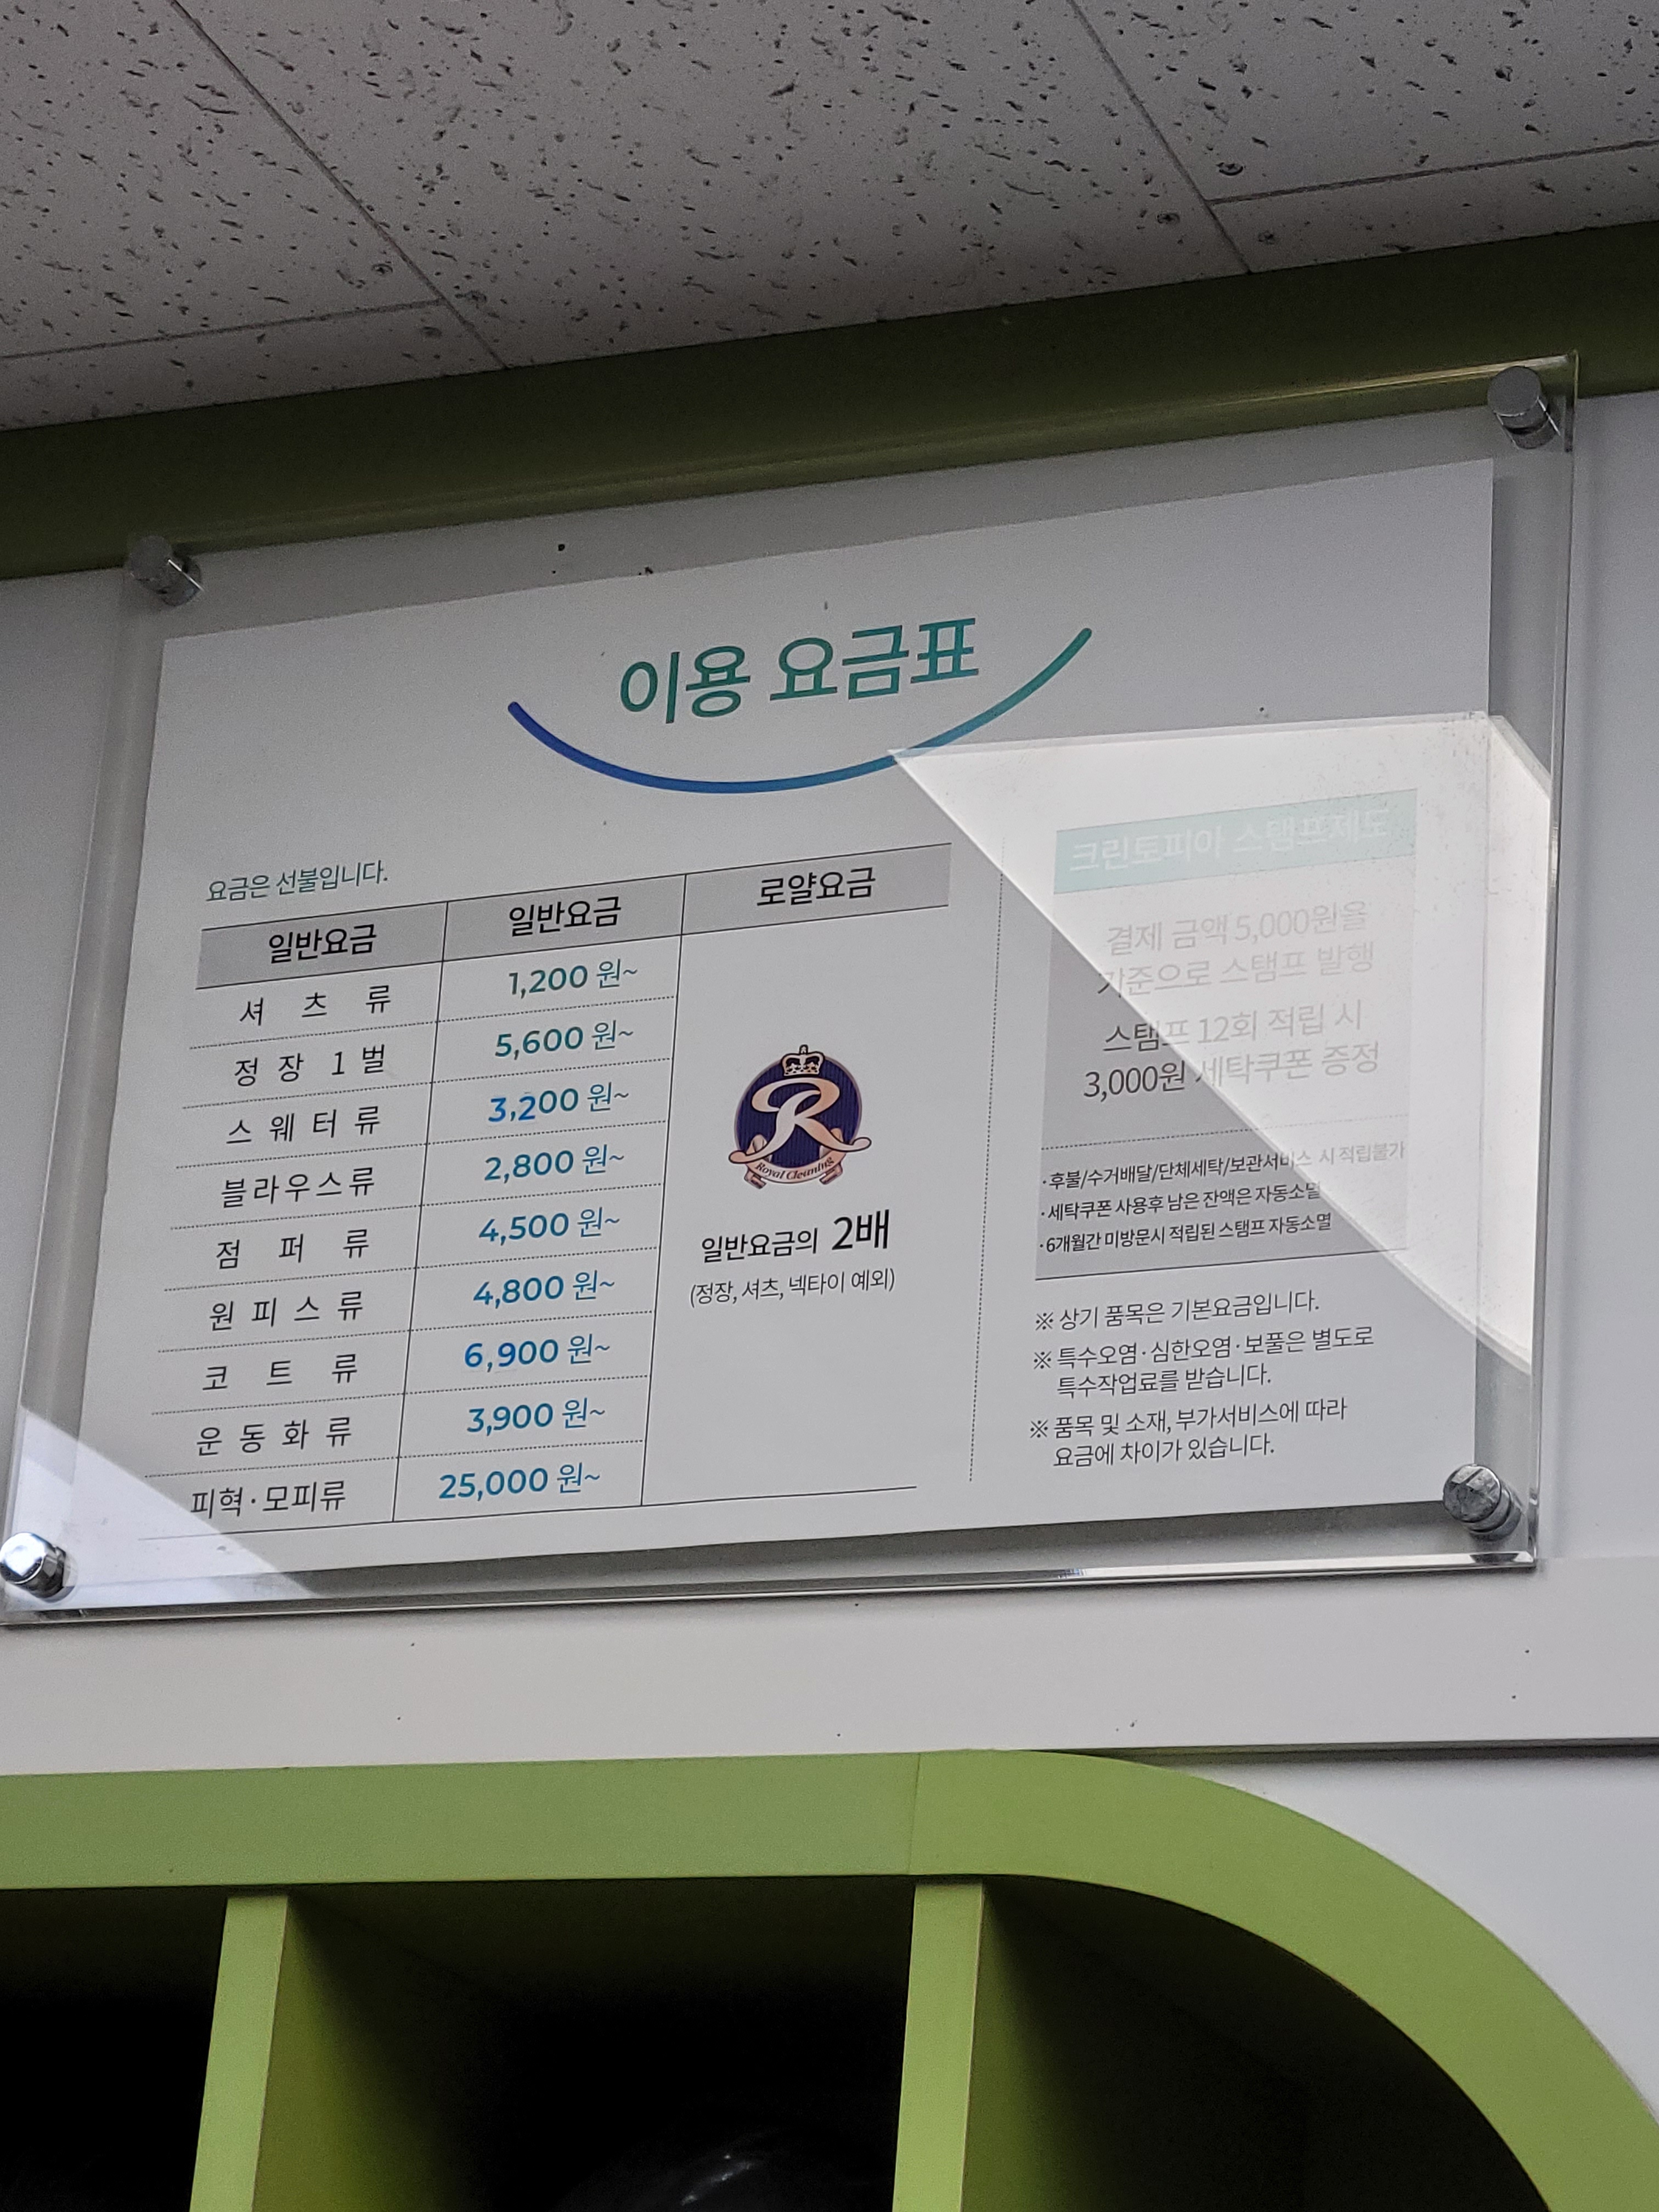 이용 요금표
요금은 선불입니다.
일반요금 일반요금 로얄요금
셔츠류 1,200 원~
정장 1벌 5,600 원~
스웨터류 3,200 원~
블라우스류 2,800 원~
점퍼류 4,500 원~
원피스류 4,800 원~
코트류 6,900 원~
운동화류 3,900 원~
피혁·모피류 25,000 원~
R
Royal Cleaning
일반요금의 2배
(정장, 셔츠, 넥타이 예외)
크린토피아 스탬프제도
결제 금액 5,000원을
기준으로 스탬프 발행
스탬프 12회 적립 시
3,000원 세탁쿠폰 증정
·후불/수거배달/단체세탁/보관서비스 시 적립불가
·세탁쿠폰 사용후 남은 잔액은 자동소멸
·6개월간 미방문시 적립된 스탬프 자동소멸
※ 상기 품목은 기본요금입니다.
※ 특수오염·심한오염·보풀은 별도로
특수작업료를 받습니다.
※ 품목 및 소재, 부가서비스에 따라
요금에 차이가 있습니다.